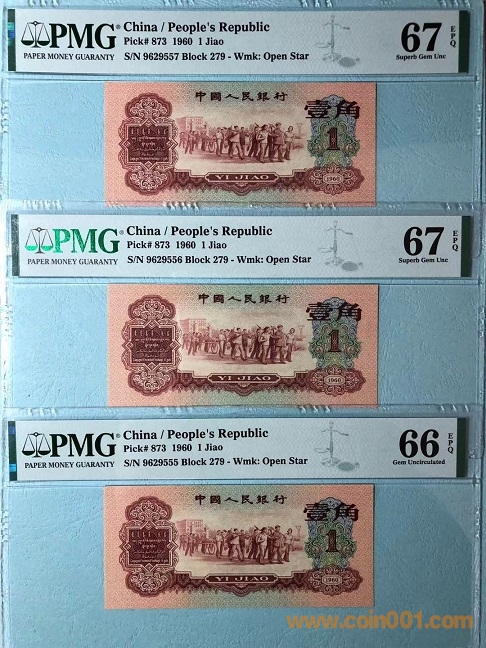 PMG
PAPER MONEY GUARANTY
China / People's Republic
Pick# 873 1960 1 Jiao
S/N 9629557 Block 279 - Wmk: Open Star
67 EPQ
Superb Gem Unc
中國人民銀行
壹角
1
YI JIAO
1960
PMG
PAPER MONEY GUARANTY
China / People's Republic
Pick# 873 1960 1 Jiao
S/N 9629556 Block 279 - Wmk: Open Star
67 EPQ
Superb Gem Unc
中國人民銀行
壹角
1
YI JIAO
1960
PMG
PAPER MONEY GUARANTY
China / People's Republic
Pick# 873 1960 1 Jiao
S/N 9629555 Block 279 - Wmk: Open Star
66 EPQ
Gem Uncirculated
中國人民銀行
壹角
1
YI JIAO
1960
www.coin001.com